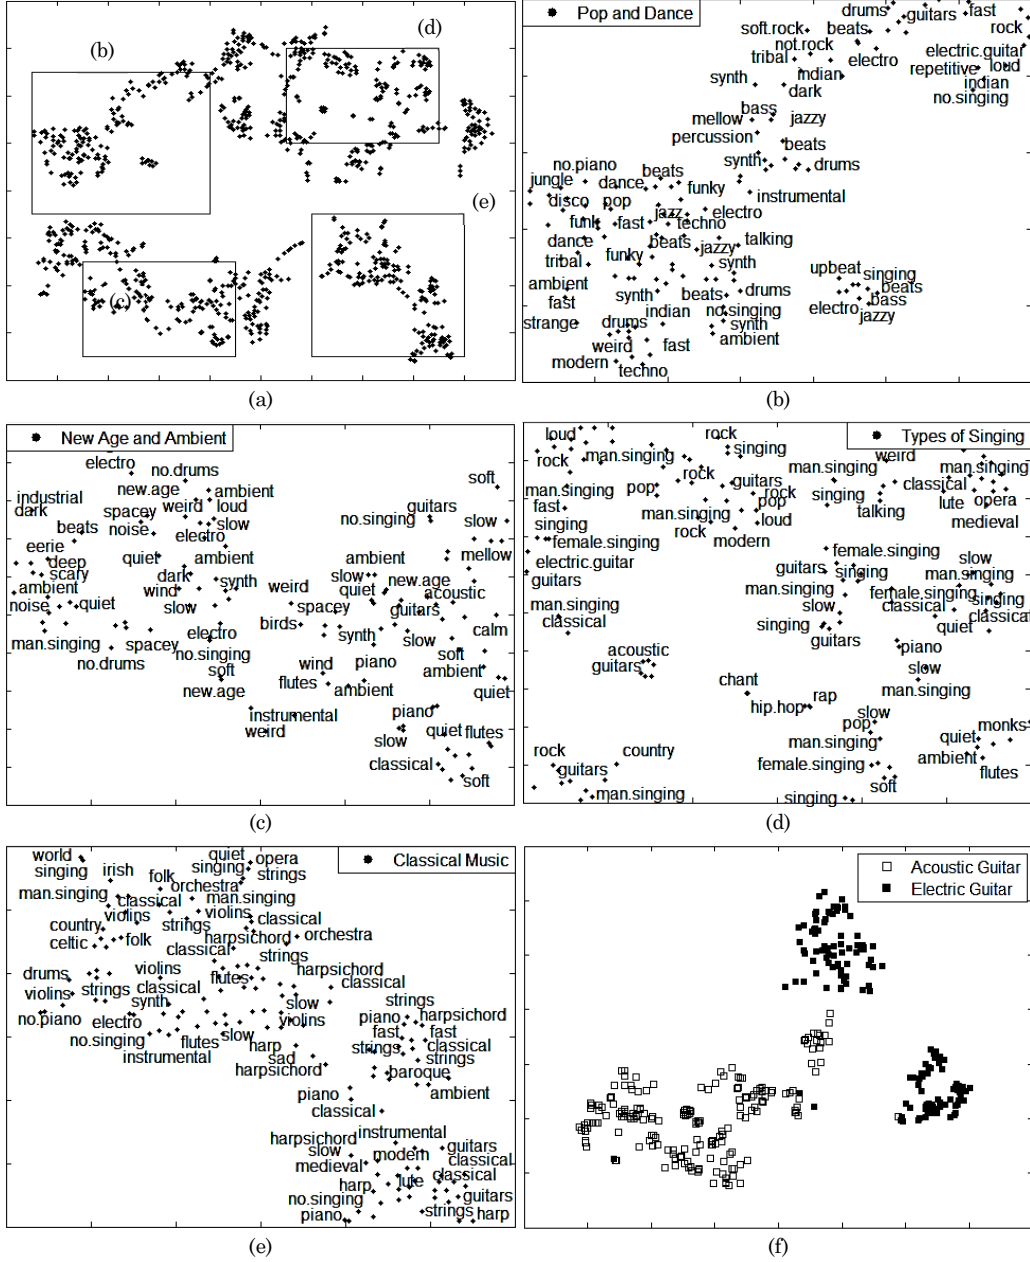 (b)
(d)
(e)
(c)
(a)
Pop and Dance
drums
guitars
fast
soft.rock
beats
rock
not.rock
electric.guitar
tribal
electro
repetitive
loud
synth
indian
indian
dark
no.singing
bass
mellow
jazzy
percussion
beats
synth
drums
no.piano
beats
jungle
dance
funky
instrumental
disco
pop
jazz
electro
funk
fast
techno
dance
beats
jazzy
talking
tribal
funky
synth
ambient
upbeat
singing
fast
synth
beats
drums
beats
bass
indian
no.singing
electro
jazzy
strange
drums
synth
weird
fast
ambient
modern
techno
(b)
New Age and Ambient
electro
no.drums
soft
new.age
ambient
industrial
guitars
dark
spacey
weird
loud
no.singing
slow
beats
noise
slow
electro
eerie
quiet
ambient
ambient
mellow
deep
scary
dark
synth
weird
slow
new.age
ambient
wind
quiet
acoustic
noise
quiet
slow
spacey
guitars
birds
calm
man.singing
electro
synth
slow
spacey
no.singing
soft
no.drums
soft
wind
piano
ambient
new.age
flutes
ambient
quiet
instrumental
piano
weird
quiet
flutes
slow
classical
soft
(c)
Types of Singing
loud
rock
weird
man.singing
singing
rock
rock
man.singing
man.singing
man.singing
pop
guitars
singing
classical
fast
rock
lute
opera
man.singing
pop
talking
medieval
singing
rock
loud
female.singing
modern
female.singing
slow
electric.guitar
guitars
singing
man.singing
guitars
man.singing
female.singing
singing
man.singing
slow
classical
classical
singing
singing
quiet
guitars
piano
acoustic
slow
guitars
chant
man.singing
rap
hip.hop
slow
pop
monks
rock
country
man.singing
quiet
guitars
female.singing
ambient
flutes
man.singing
soft
singing
(d)
Classical Music
world
quiet
opera
singing
irish
singing
strings
folk
orchestra
man.singing
man.singing
classical
violins
violins
classical
country
strings
harpsichord
orchestra
celtic
folk
classical
strings
drums
violins
flutes
harpsichord
classical
violins
strings
classical
synth
slow
strings
no.piano
electro
violins
piano
harpsichord
no.singing
flutes
slow
fast
fast
instrumental
harp
strings
classical
sad
strings
harpsichord
baroque
piano
ambient
classical
harpsichord
instrumental
slow
modern
guitars
medieval
classical
harp
lute
classical
no.singing
guitars
piano
strings
harp
(e)
Acoustic Guitar
Electric Guitar
(f)